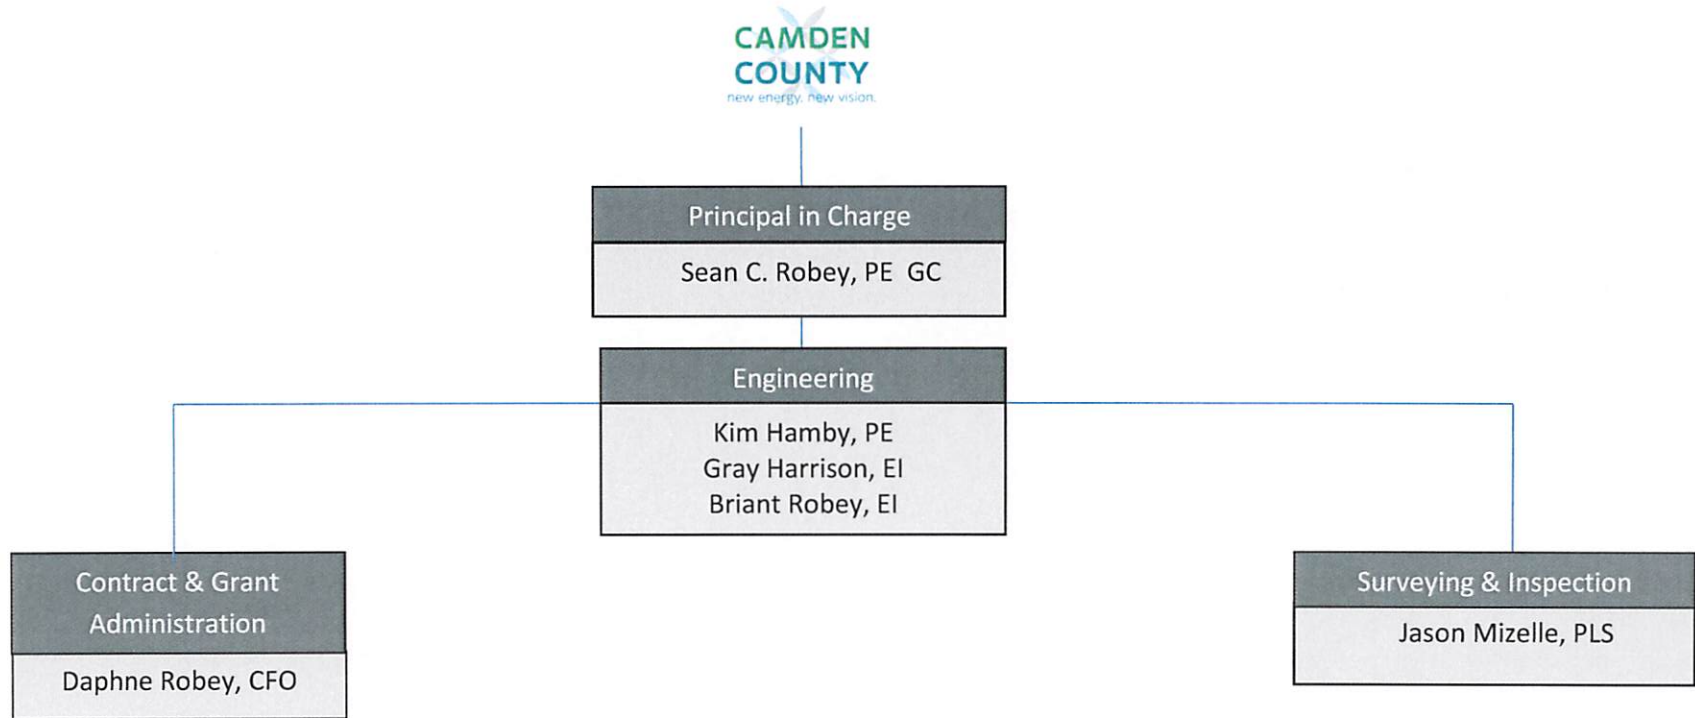 CAMDEN
COUNTY
new energy. new vision.
Principal in Charge
Sean C. Robey, PE GC
Engineering
Kim Hamby, PE
Gray Harrison, EI
Briant Robey, EI
Contract & Grant
Administration
Daphne Robey, CFO
Surveying & Inspection
Jason Mizelle, PLS